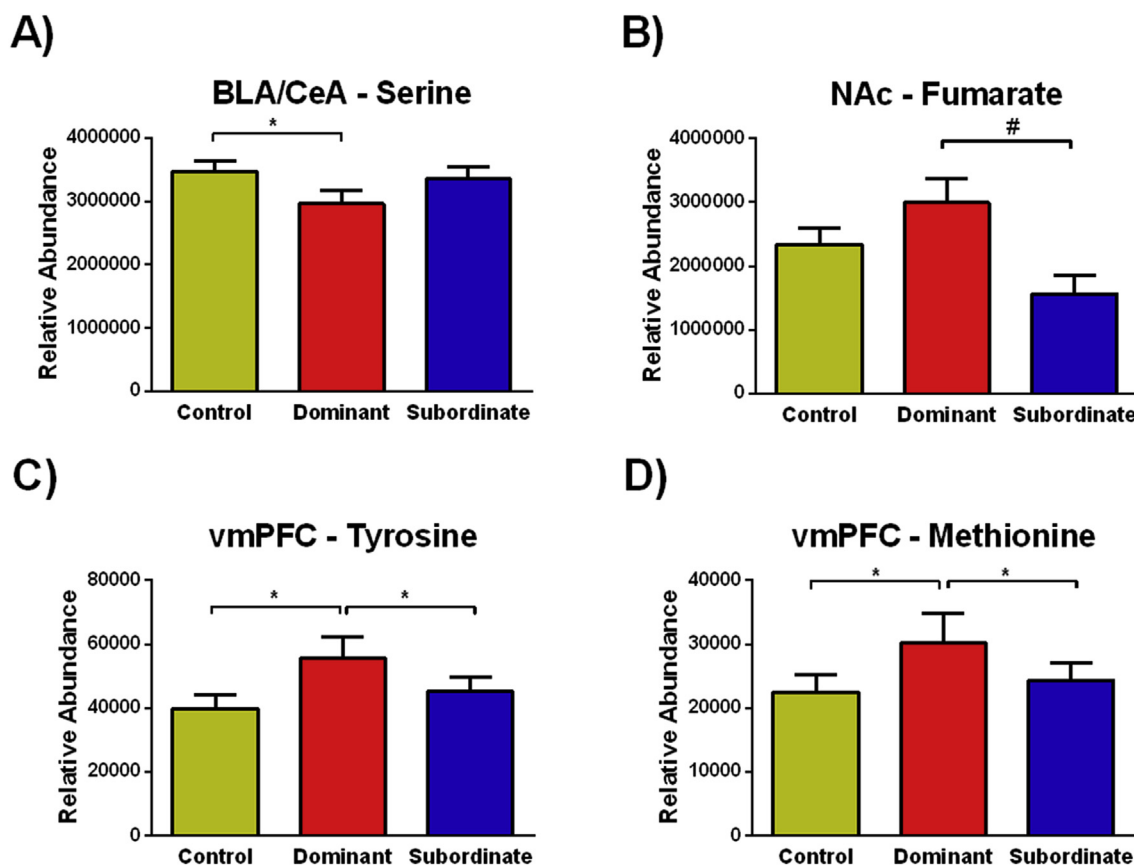 A)
BLA/CeA - Serine
*
4000000
3000000
2000000
1000000
0
Relative Abundance
Control Dominant Subordinate
B)
NAc - Fumarate
#
4000000
3000000
2000000
1000000
0
Relative Abundance
Control Dominant Subordinate
C)
vmPFC - Tyrosine
* *
80000
60000
40000
20000
0
Relative Abundance
Control Dominant Subordinate
D)
vmPFC - Methionine
* *
40000
30000
20000
10000
0
Relative Abundance
Control Dominant Subordinate